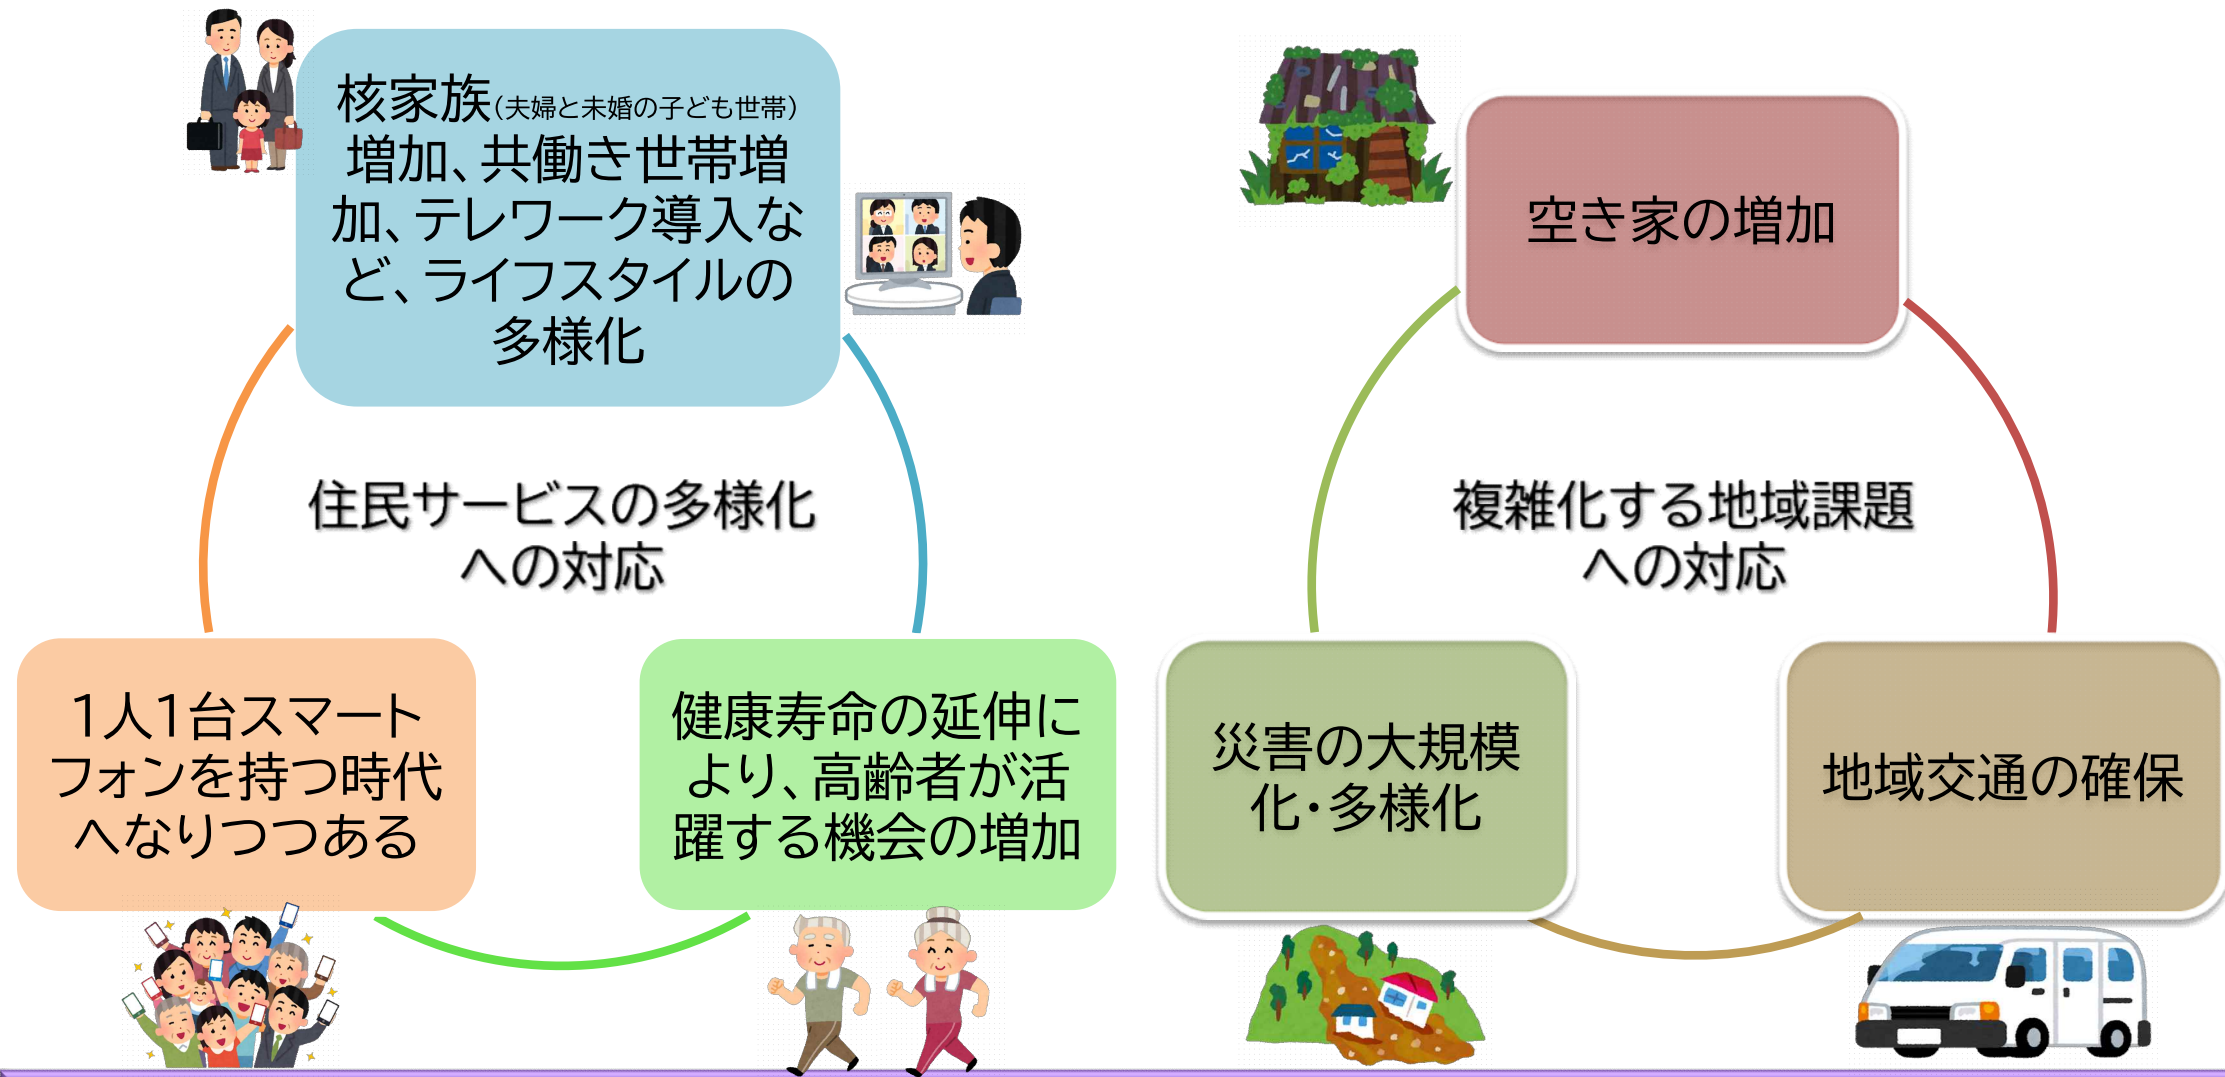 核家族(夫婦と未婚の子ども世帯)
増加、共働き世帯増
加、テレワーク導入な
ど、ライフスタイルの
多様化
住民サービスの多様化
への対応
1人1台スマート
フォンを持つ時代
へなりつつある
健康寿命の延伸に
より、高齢者が活
躍する機会の増加
空き家の増加
複雑化する地域課題
への対応
災害の大規模
化・多様化
地域交通の確保